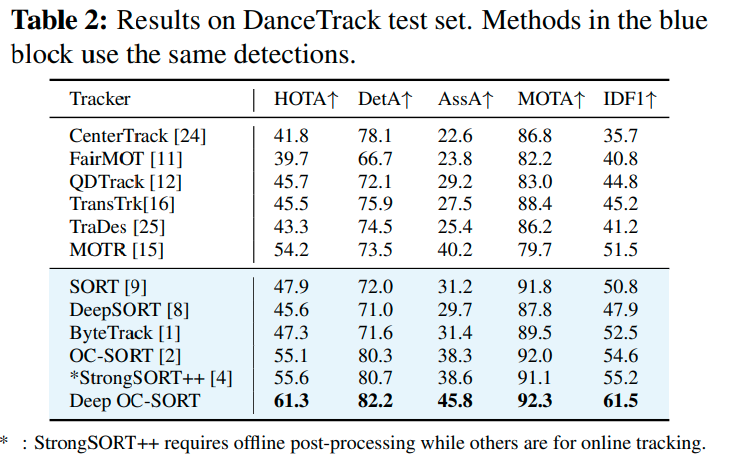 Table 2: Results on DanceTrack test set. Methods in the blue
block use the same detections.
Tracker HOTA↑ DetA↑ AssA↑ MOTA↑ IDF1↑
CenterTrack [24] 41.8 78.1 22.6 86.8 35.7
FairMOT [11] 39.7 66.7 23.8 82.2 40.8
QDTrack [12] 45.7 72.1 29.2 83.0 44.8
TransTrk[16] 45.5 75.9 27.5 88.4 45.2
TraDes [25] 43.3 74.5 25.4 86.2 41.2
MOTR [15] 54.2 73.5 40.2 79.7 51.5
SORT [9] 47.9 72.0 31.2 91.8 50.8
DeepSORT [8] 45.6 71.0 29.7 87.8 47.9
ByteTrack [1] 47.3 71.6 31.4 89.5 52.5
OC-SORT [2] 55.1 80.3 38.3 92.0 54.6
*StrongSORT++ [4] 55.6 80.7 38.6 91.1 55.2
Deep OC-SORT 61.3 82.2 45.8 92.3 61.5
* : StrongSORT++ requires offline post-processing while others are for online tracking.